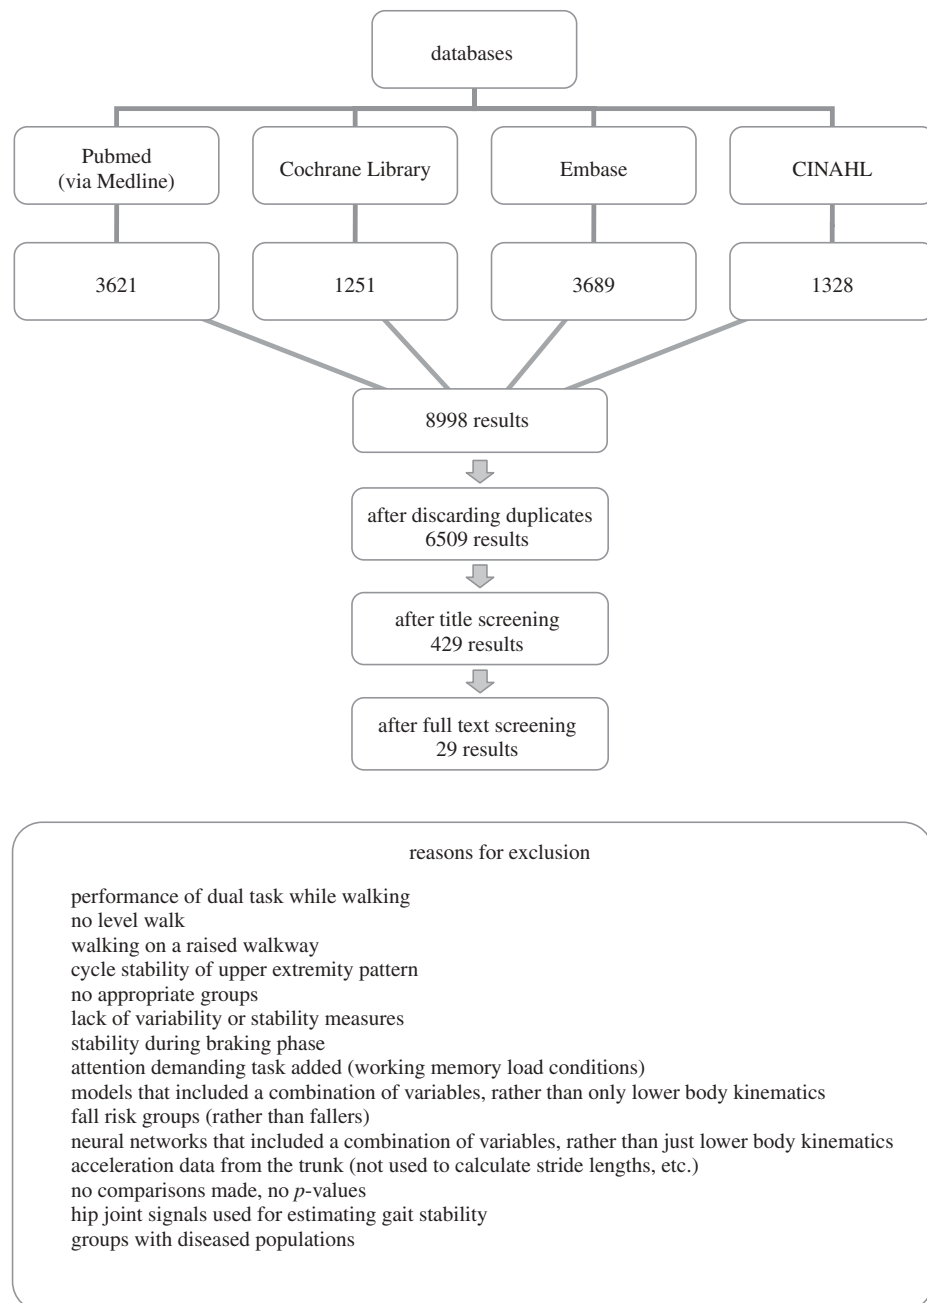 databases
Pubmed
(via Medline)
Cochrane Library
Embase
CINAHL
3621
1251
3689
1328
8998 results
after discarding duplicates
6509 results
after title screening
429 results
after full text screening
29 results
reasons for exclusion
performance of dual task while walking
no level walk
walking on a raised walkway
cycle stability of upper extremity pattern
no appropriate groups
lack of variability or stability measures
stability during braking phase
attention demanding task added (working memory load conditions)
models that included a combination of variables, rather than only lower body kinematics
fall risk groups (rather than fallers)
neural networks that included a combination of variables, rather than just lower body kinematics
acceleration data from the trunk (not used to calculate stride lengths, etc.)
no comparisons made, no p-values
hip joint signals used for estimating gait stability
groups with diseased populations